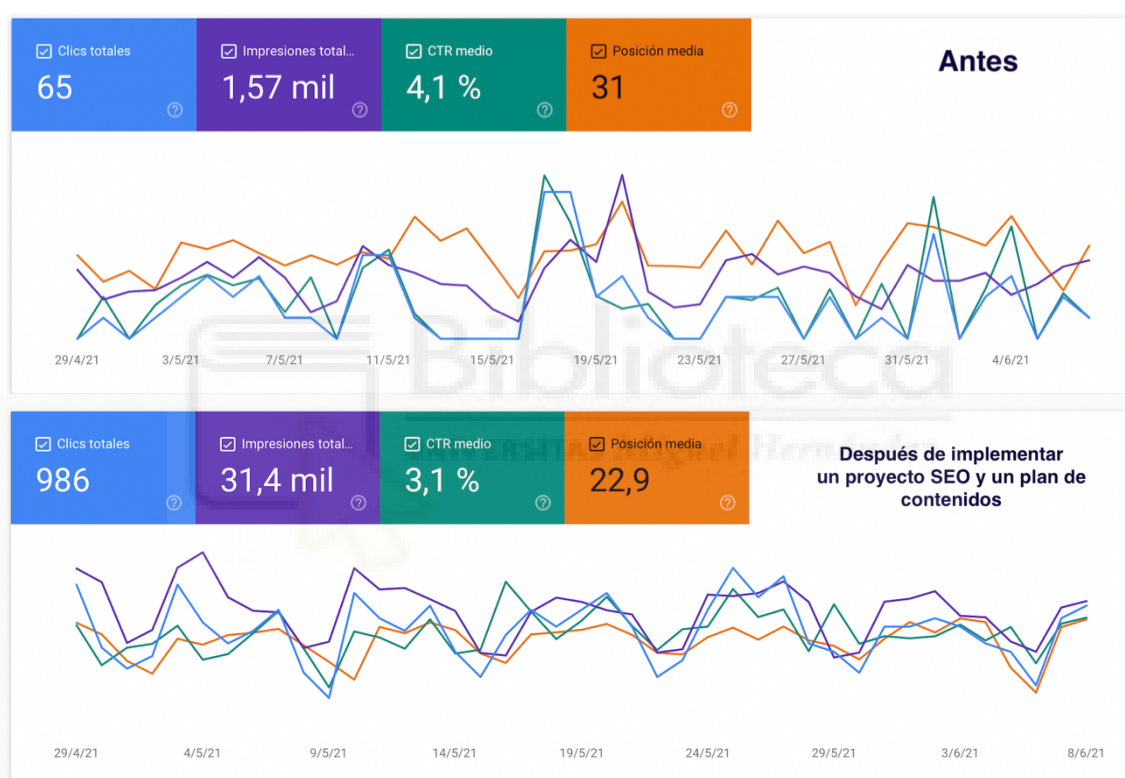 Clics totales
65
Impresiones total...
1,57 mil
CTR medio
4,1 %
Posición media
31
Antes
29/4/21 3/5/21 7/5/21 11/5/21 15/5/21 19/5/21 23/5/21 27/5/21 31/5/21 4/6/21
Biblioteca
UNIVERSITAS Miguel Hernández
Clics totales
986
Impresiones total...
31,4 mil
CTR medio
3,1 %
Posición media
22,9
Después de implementar
un proyecto SEO y un plan de
contenidos
29/4/21 4/5/21 9/5/21 14/5/21 19/5/21 24/5/21 29/5/21 3/6/21 8/6/21